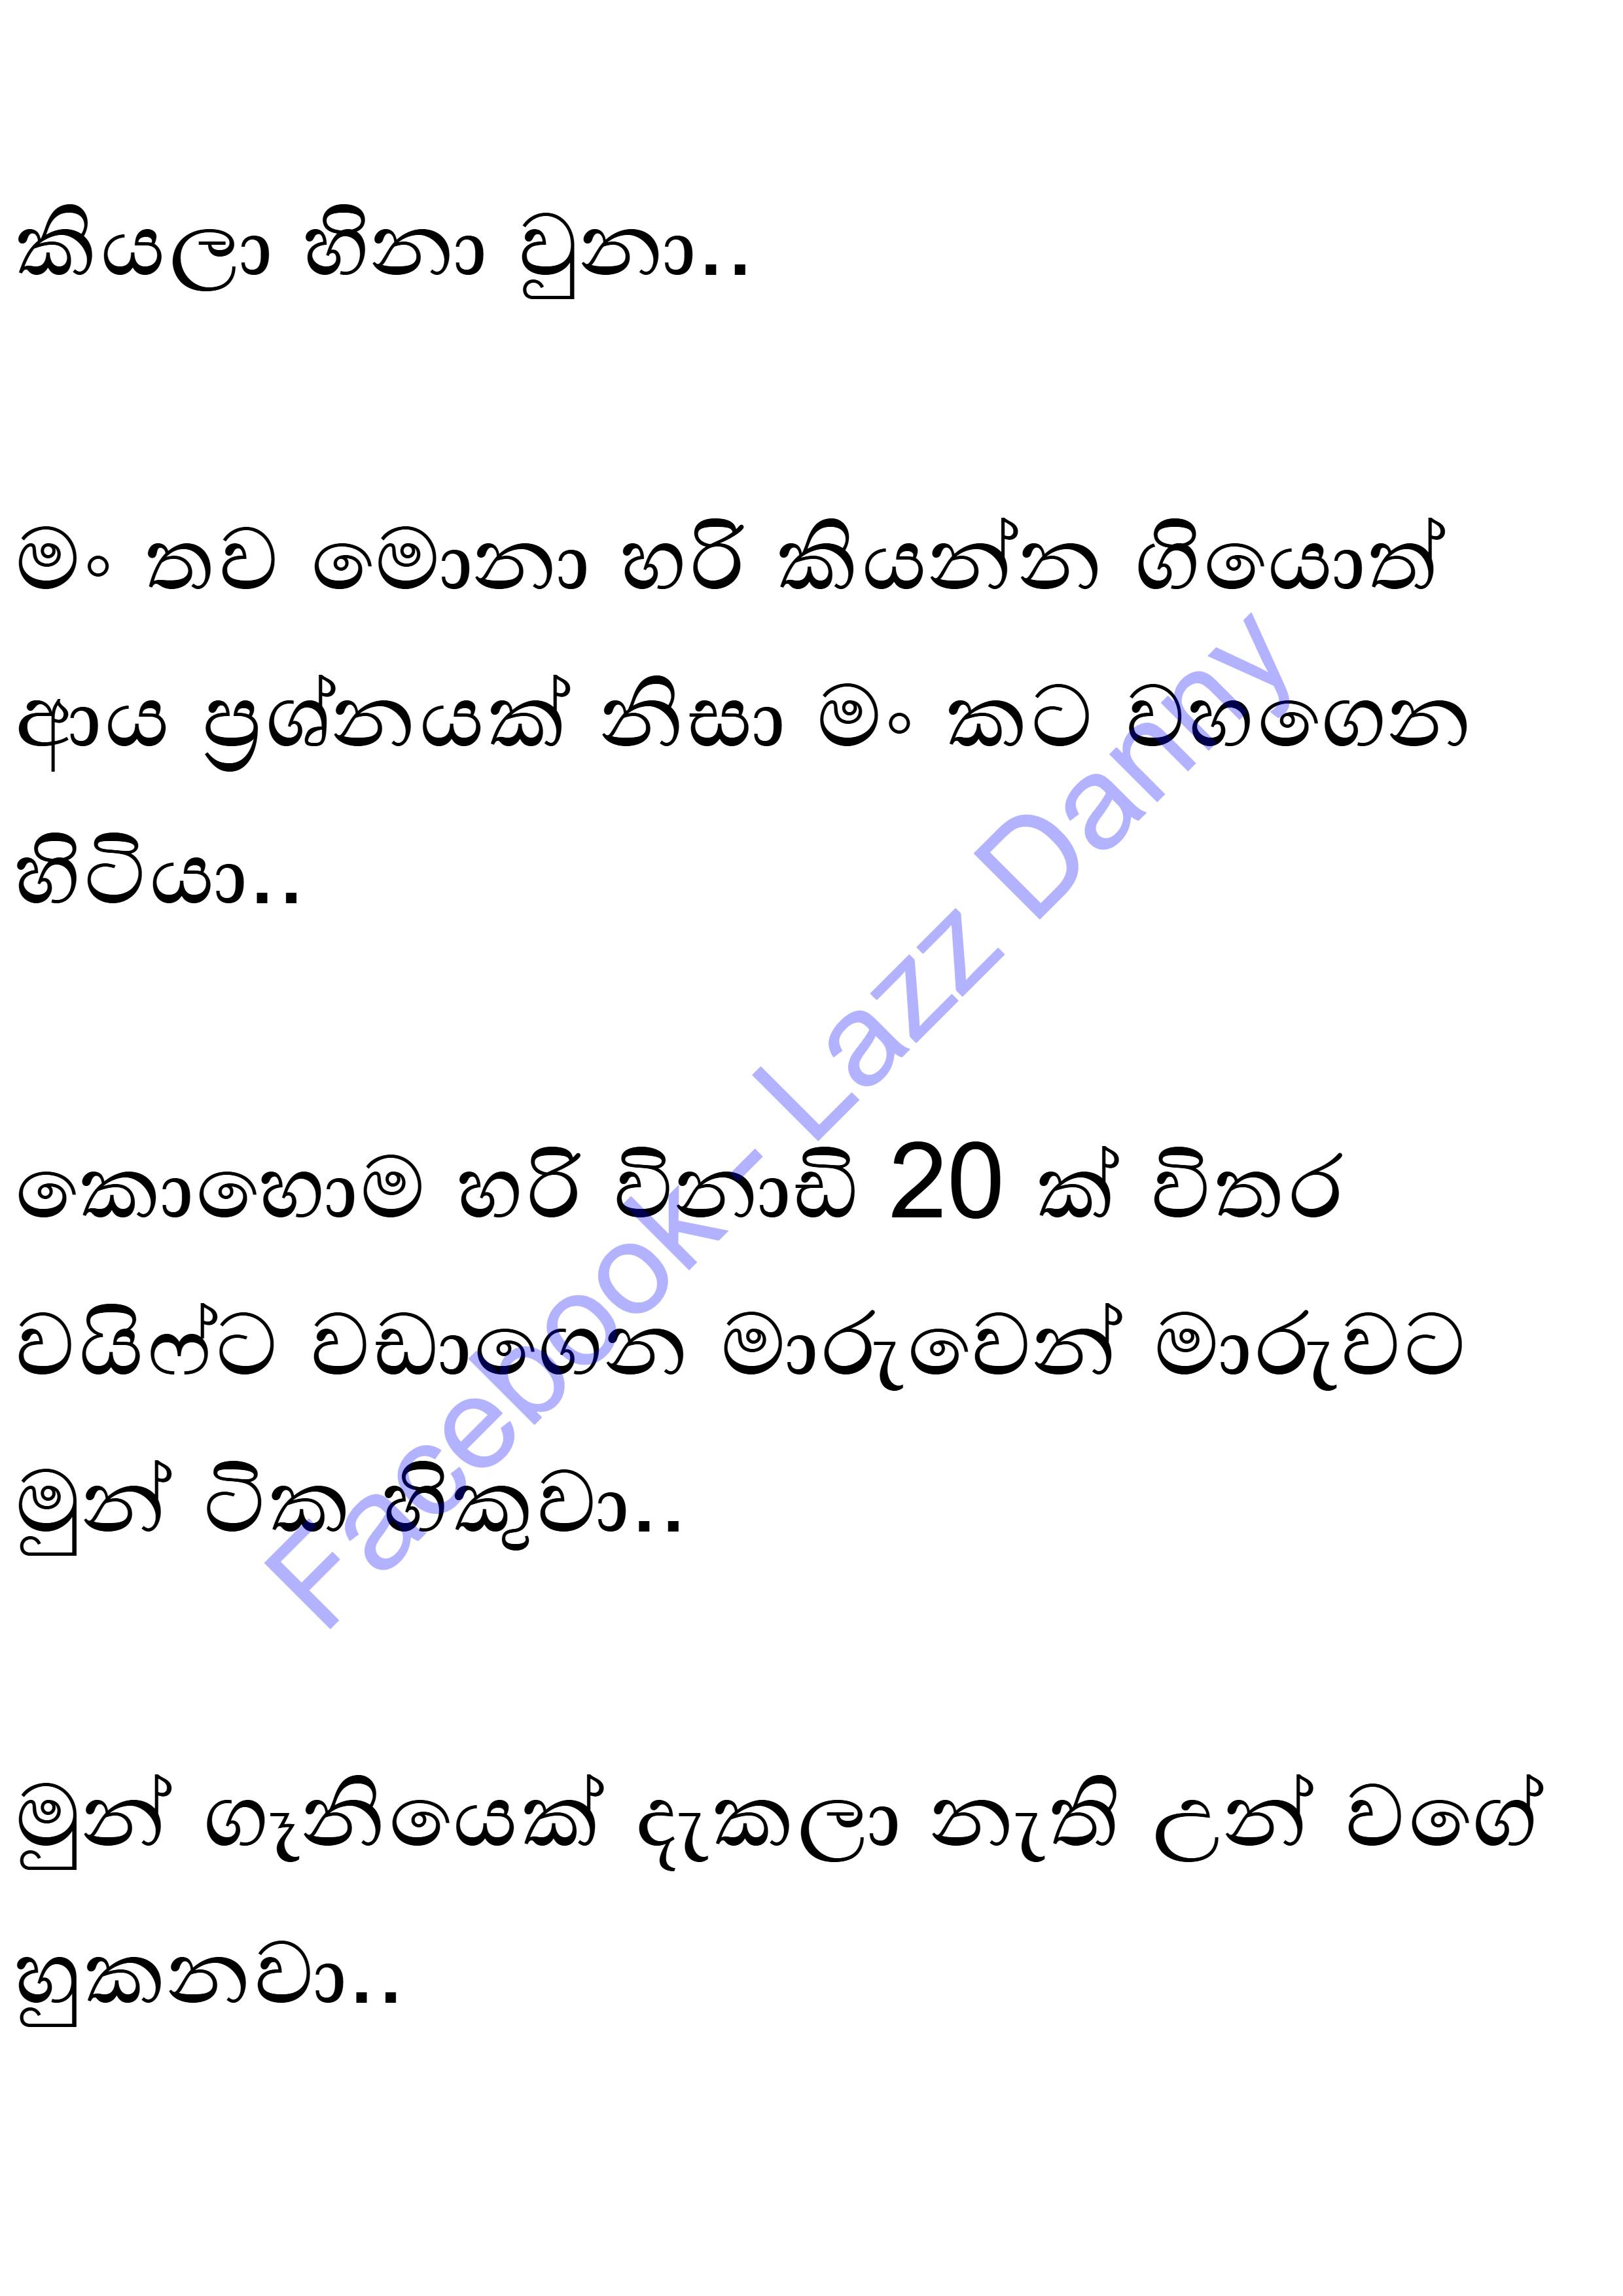 කියලා හිනා වුනා..
මං තව මොනා හරි කියන්න ගියොත්
ආය ප්‍රශ්නයක් නිසා මං කට වහගෙන
හිටියා..
කොහොම හරි විනාඩි 20 ක් විතර
වයිෆ්ට වඩාගෙන මාරුවෙන් මාරුවට
මුන් ටික හිකුවා..
මුන් ගෑනියෙක් දැකලා නැති උන් වගේ
හුකනවා..
Facebook- Lazz Danny